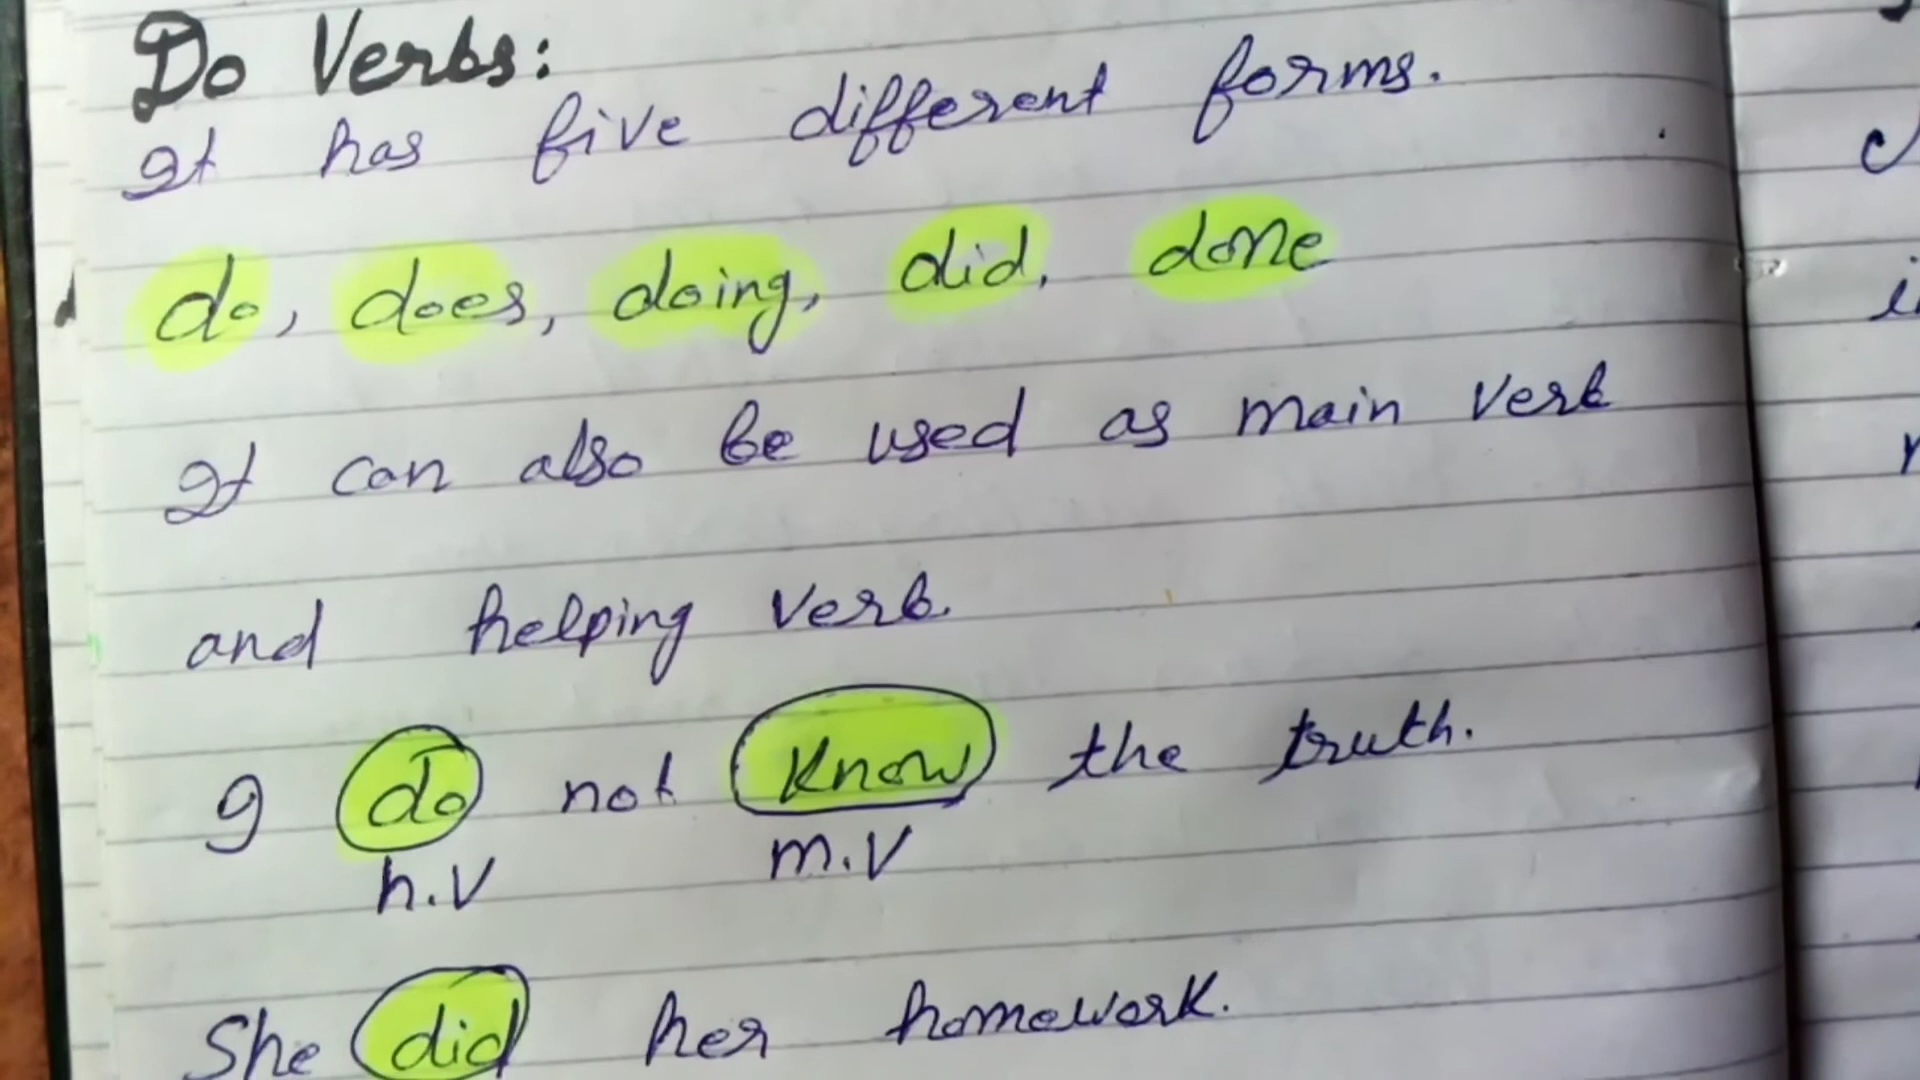 Do Verbs:
It has five different forms.
do, does, doing, did, done
It can also be used as main verb
and helping verb.
I do not know the truth.
h.v m.v
She did her homework.